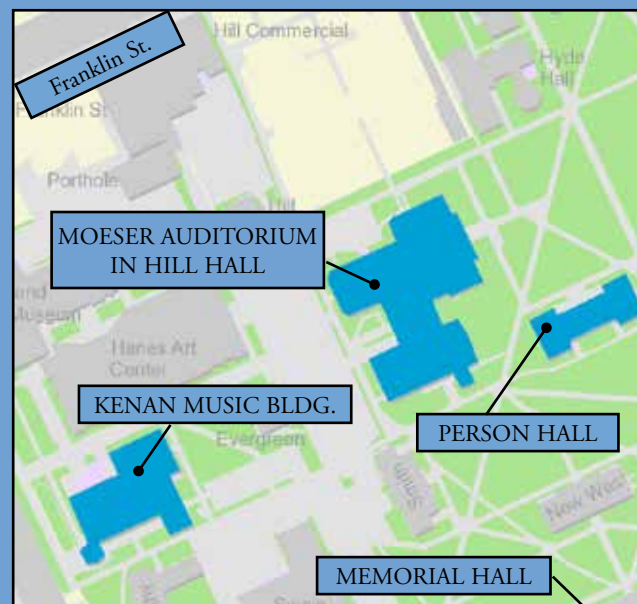 Franklin St.
Hill Commercial
Hyde
Hall
Franklin St.
Porthole
Hill
MOESER AUDITORIUM
IN HILL HALL
Museum
Hanes Art
Center
KENAN MUSIC BLDG.
Evergreen
PERSON HALL
Smith
New West
MEMORIAL HALL